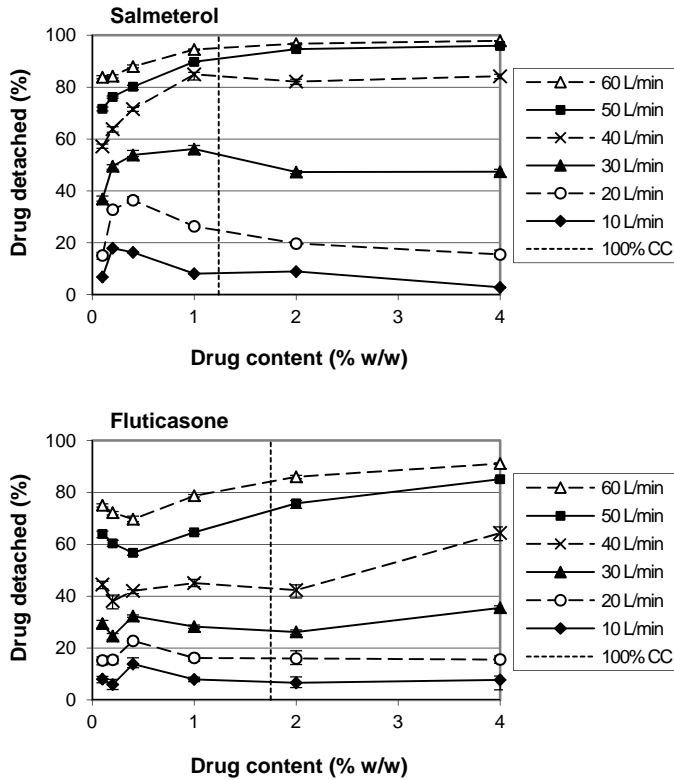 Salmeterol
Drug detached (%)
100
80
60
40
20
0
0 1 2 3 4
Drug content (% w/w)
60 L/min
50 L/min
40 L/min
30 L/min
20 L/min
10 L/min
100% CC
Fluticasone
Drug detached (%)
100
80
60
40
20
0
0 1 2 3 4
Drug content (% w/w)
60 L/min
50 L/min
40 L/min
30 L/min
20 L/min
10 L/min
100% CC